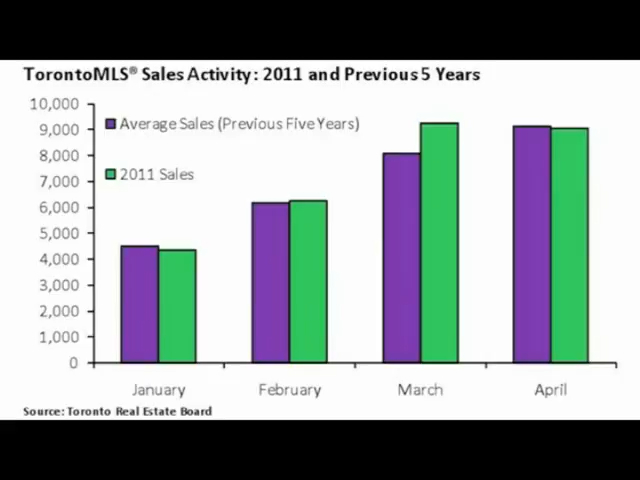 TorontoMLS® Sales Activity: 2011 and Previous 5 Years
10,000
9,000
8,000
7,000
6,000
5,000
4,000
3,000
2,000
1,000
0
Average Sales (Previous Five Years)
2011 Sales
January February March April
Source: Toronto Real Estate Board